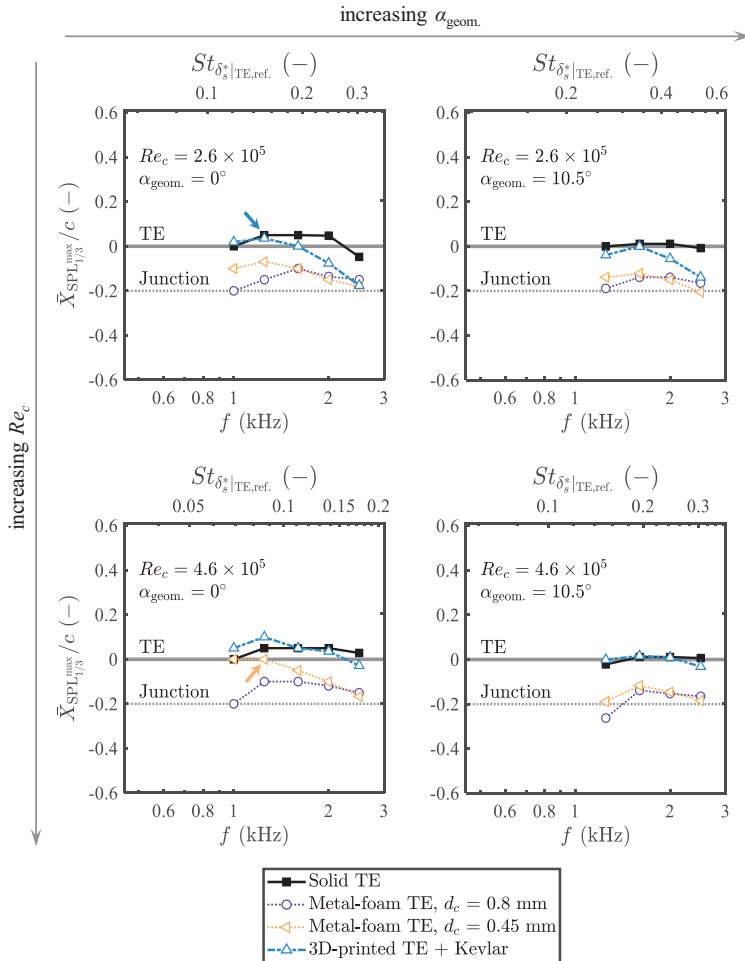 increasing α_geom.
increasing Re_c
St_{δ*_s|TE,ref.} (−)
0.1 0.2 0.3
X̄_{SPL^{max}_{1/3}}/c (−)
0.6
0.4
0.2
0
-0.2
-0.4
-0.6
Re_c = 2.6 × 10^5
α_geom. = 0°
TE
Junction
0.6 0.8 1 2 3
f (kHz)
St_{δ*_s|TE,ref.} (−)
0.2 0.4 0.6
0.6
0.4
0.2
0
-0.2
-0.4
-0.6
Re_c = 2.6 × 10^5
α_geom. = 10.5°
TE
Junction
0.6 0.8 1 2 3
f (kHz)
St_{δ*_s|TE,ref.} (−)
0.05 0.1 0.15 0.2
X̄_{SPL^{max}_{1/3}}/c (−)
0.6
0.4
0.2
0
-0.2
-0.4
-0.6
Re_c = 4.6 × 10^5
α_geom. = 0°
TE
Junction
0.6 0.8 1 2 3
f (kHz)
St_{δ*_s|TE,ref.} (−)
0.1 0.2 0.3
0.6
0.4
0.2
0
-0.2
-0.4
-0.6
Re_c = 4.6 × 10^5
α_geom. = 10.5°
TE
Junction
0.6 0.8 1 2 3
f (kHz)
Solid TE
Metal-foam TE, d_c = 0.8 mm
Metal-foam TE, d_c = 0.45 mm
3D-printed TE + Kevlar